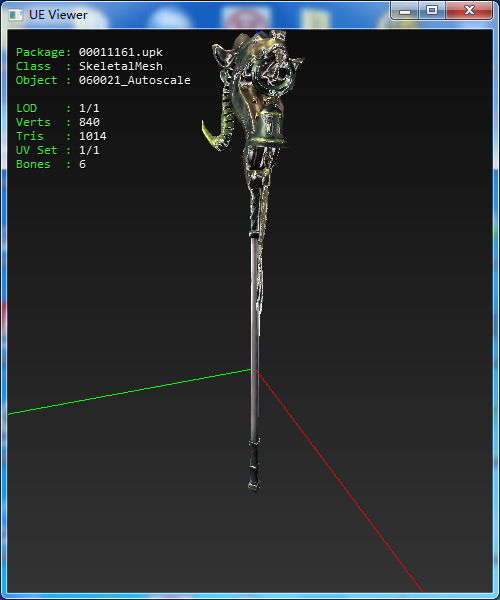 UE Viewer
Package: 00011161.upk
Class : SkeletalMesh
Object : 060021_Autoscale
LOD : 1/1
Verts : 840
Tris : 1014
UV Set : 1/1
Bones : 6